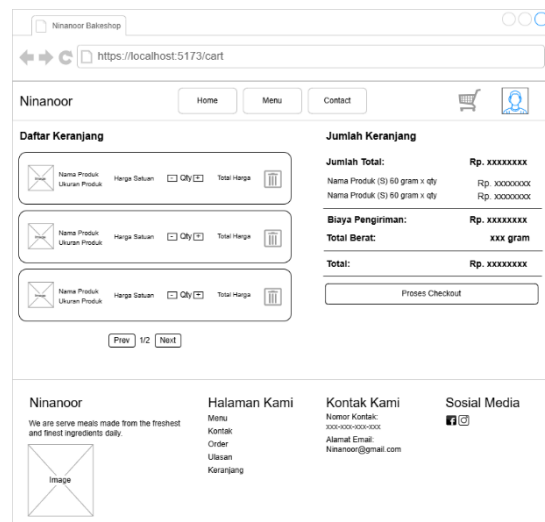 Ninanoor Bakeshop
https://localhost:5173/cart
Ninanoor
Home
Menu
Contact
Daftar Keranjang
Image
Nama Produk
Ukuran Produk
Harga Satuan
- Qty +
Total Harga
Image
Nama Produk
Ukuran Produk
Harga Satuan
- Qty +
Total Harga
Image
Nama Produk
Ukuran Produk
Harga Satuan
- Qty +
Total Harga
Prev 1/2 Next
Jumlah Keranjang
Jumlah Total: Rp. xxxxxxxx
Nama Produk (S) 60 gram x qty Rp. xxxxxxxx
Nama Produk (S) 60 gram x qty Rp. xxxxxxxx
Biaya Pengiriman: Rp. xxxxxxxx
Total Berat: xxx gram
Total: Rp. xxxxxxxx
Proses Checkout
Ninanoor
We are serve meals made from the freshest
and finest ingredients daily.
Image
Halaman Kami
Menu
Kontak
Order
Ulasan
Keranjang
Kontak Kami
Nomor Kontak:
xxx-xxx-xxx-xxx
Alamat Email:
Ninanoor@gmail.com
Sosial Media